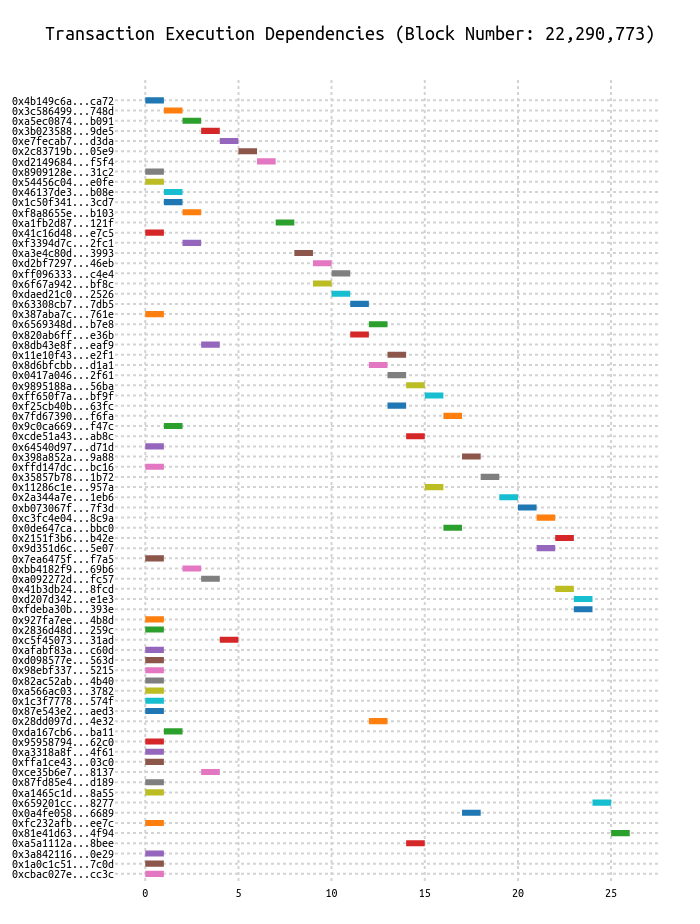 Transaction Execution Dependencies (Block Number: 22,290,773)
0x4b149c6a...ca72
0x3c586499...748d
0xa5ec0874...b091
0x3b023588...9de5
0xe7fecab7...d3da
0x2c83719b...05e9
0xd2149684...f5f4
0x8909128e...31c2
0x54456c04...e0fe
0x46137de3...b08e
0x1c50f341...3cd7
0xf8a8655e...b103
0xa1fb2d87...121f
0x41c16d48...e7c5
0xf3394d7c...2fc1
0xa3e4c80d...3993
0xd2bf7297...46eb
0xff096333...c4e4
0x6f67a942...bf8c
0xdaed21c0...2526
0x63308cb7...7db5
0x387aba7c...761e
0x6569348d...b7e8
0x820ab6ff...e36b
0x8db43e8f...eaf9
0x11e10f43...e2f1
0x8d6bfcbb...d1a1
0x0417a046...2f61
0x9895188a...56ba
0xff650f7a...bf9f
0xf25cb40b...63fc
0x7fd67390...f6fa
0x9c0ca669...f47c
0xcde51a43...ab8c
0x64540d97...d71d
0x398a852a...9a88
0xffd147dc...bc16
0x35857b78...1b72
0x11286c1e...957a
0x2a344a7e...1eb6
0xb073067f...7f3d
0xc3fc4e04...8c9a
0x0de647ca...bbc0
0x2151f3b6...b42e
0x9d351d6c...5e07
0x7ea6475f...f7a5
0xbb4182f9...69b6
0xa092272d...fc57
0x41b3db24...8fcd
0xd207d342...e1e3
0xfdeba30b...393e
0x927fa7ee...4b8d
0x2836d48d...259c
0xc5f45073...31ad
0xafabf83a...c60d
0xd098577e...563d
0x98ebf337...5215
0x82ac52ab...4b40
0xa566ac03...3782
0x1c3f7778...574f
0x87e543e2...aed3
0x28dd097d...4e32
0xda167cb6...ba11
0x95958794...62c0
0xa3318a8f...4f61
0xffa1ce43...03c0
0xce35b6e7...8137
0x87fd85e4...d189
0xa1465c1d...8a55
0x659201cc...8277
0x0a4fe058...6689
0xfc232afb...ee7c
0x81e41d63...4f94
0xa5a1112a...8bee
0x3a842116...0e29
0x1a0c1c51...7c0d
0xcbac027e...cc3c
0 5 10 15 20 25